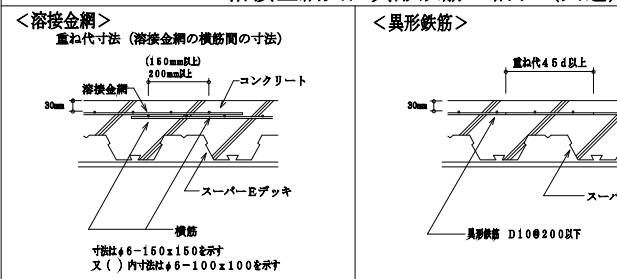 <溶接金網>
重ね代寸法(溶接金網の横筋間の寸法)
(150mm以上)
200mm以上
溶接金網
コンクリート
30mm
スーパーEデッキ
横筋
寸法はφ6-150x150を示す
又( )内寸法はφ6-100x100を示す
<異形鉄筋>
重ね代45d以上
30mm
スーパ
異形鉄筋 D10@200以下